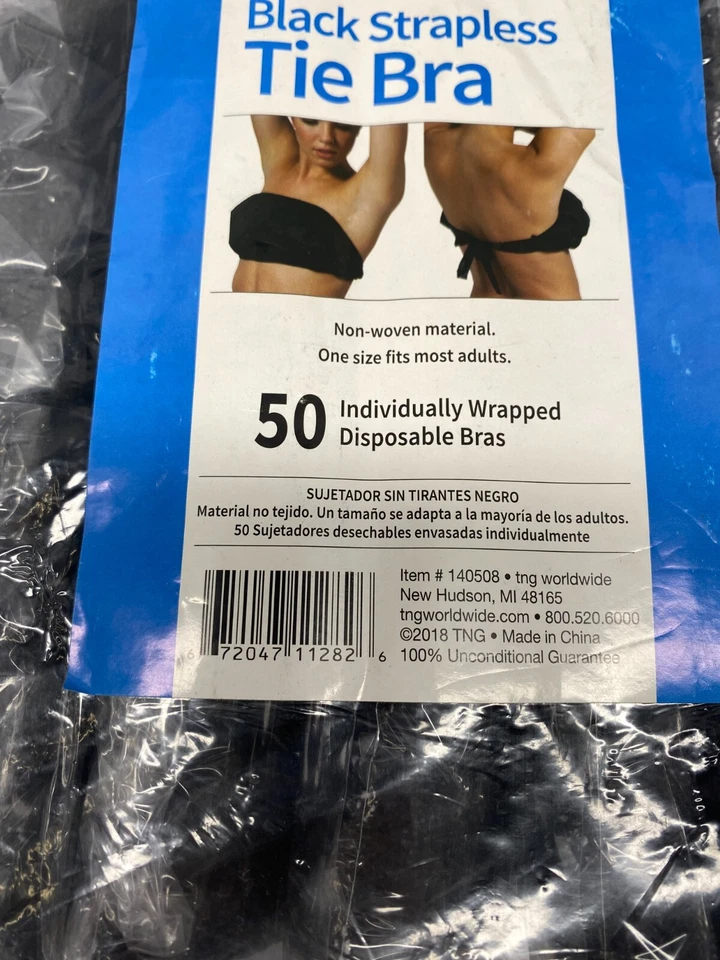 Black Strapless
Tie Bra
Non-woven material.
One size fits most adults.
50 Individually Wrapped
Disposable Bras
SUJETADOR SIN TIRANTES NEGRO
Material no tejido. Un tamaño se adapta a la mayoría de los adultos.
50 Sujetadores desechables envasadas individualmente
Item # 140508 • tng worldwide
New Hudson, MI 48165
tngworldwide.com • 800.520.6000
©2018 TNG • Made in China
100% Unconditional Guarantee
6 72047 11282 6